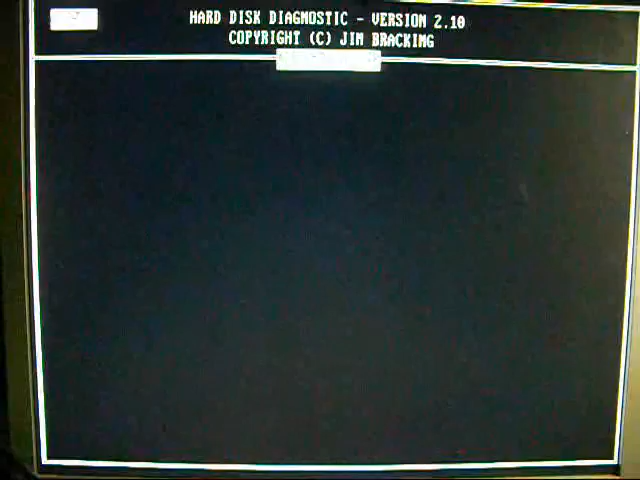 HARD DISK DIAGNOSTIC - VERSION 2.10
COPYRIGHT (C) JIM BRACKING